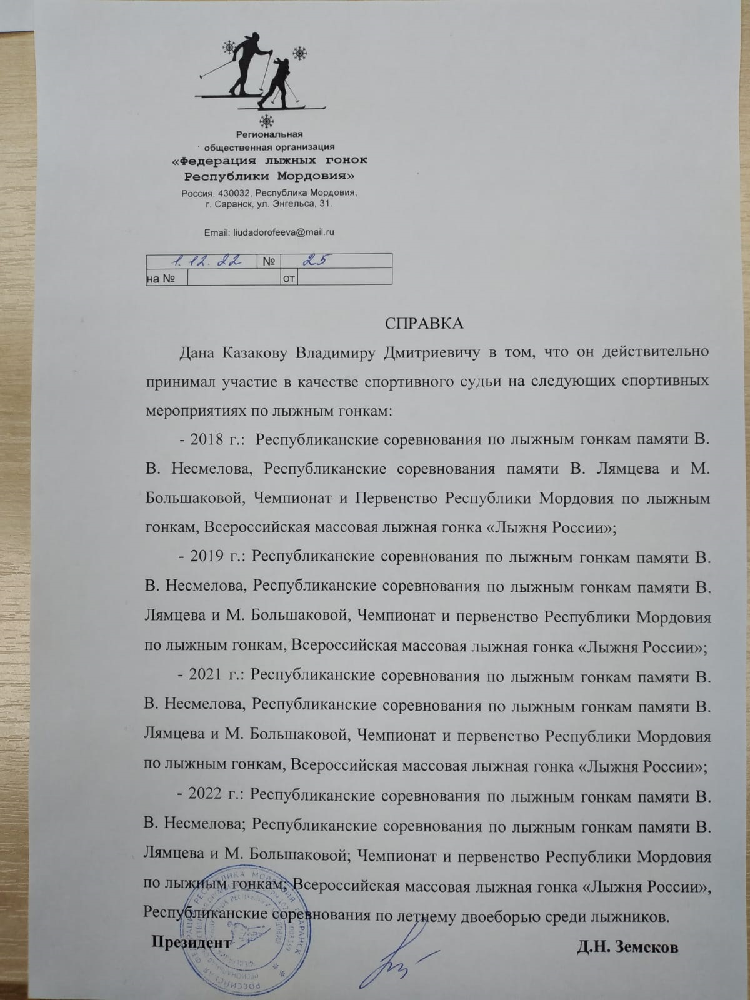 Региональная
общественная организация
«Федерация лыжных гонок
Республики Мордовия»
Россия, 430032, Республика Мордовия,
г. Саранск, ул. Энгельса, 31.
Email: liudadorofeeva@mail.ru
1.12.22 № 25
на № от
СПРАВКА
Дана Казакову Владимиру Дмитриевичу в том, что он действительно
принимал участие в качестве спортивного судьи на следующих спортивных
мероприятиях по лыжным гонкам:
- 2018 г.: Республиканские соревнования по лыжным гонкам памяти В.
В. Несмелова, Республиканские соревнования памяти В. Лямцева и М.
Большаковой, Чемпионат и Первенство Республики Мордовия по лыжным
гонкам, Всероссийская массовая лыжная гонка «Лыжня России»;
- 2019 г.: Республиканские соревнования по лыжным гонкам памяти В.
В. Несмелова, Республиканские соревнования по лыжным гонкам памяти В.
Лямцева и М. Большаковой, Чемпионат и первенство Республики Мордовия
по лыжным гонкам, Всероссийская массовая лыжная гонка «Лыжня России»;
- 2021 г.: Республиканские соревнования по лыжным гонкам памяти В.
В. Несмелова, Республиканские соревнования по лыжным гонкам памяти В.
Лямцева и М. Большаковой, Чемпионат и первенство Республики Мордовия
по лыжным гонкам, Всероссийская массовая лыжная гонка «Лыжня России»;
- 2022 г.: Республиканские соревнования по лыжным гонкам памяти В.
В. Несмелова; Республиканские соревнования по лыжным гонкам памяти В.
Лямцева и М. Большаковой; Чемпионат и первенство Республики Мордовия
по лыжным гонкам; Всероссийская массовая лыжная гонка «Лыжня России»,
Республиканские соревнования по летнему двоеборью среди лыжников.
Президент Д.Н. Земсков
РОССИЙСКАЯ ФЕДЕРАЦИЯ РЕСПУБЛИКА МОРДОВИЯ САРАНСК